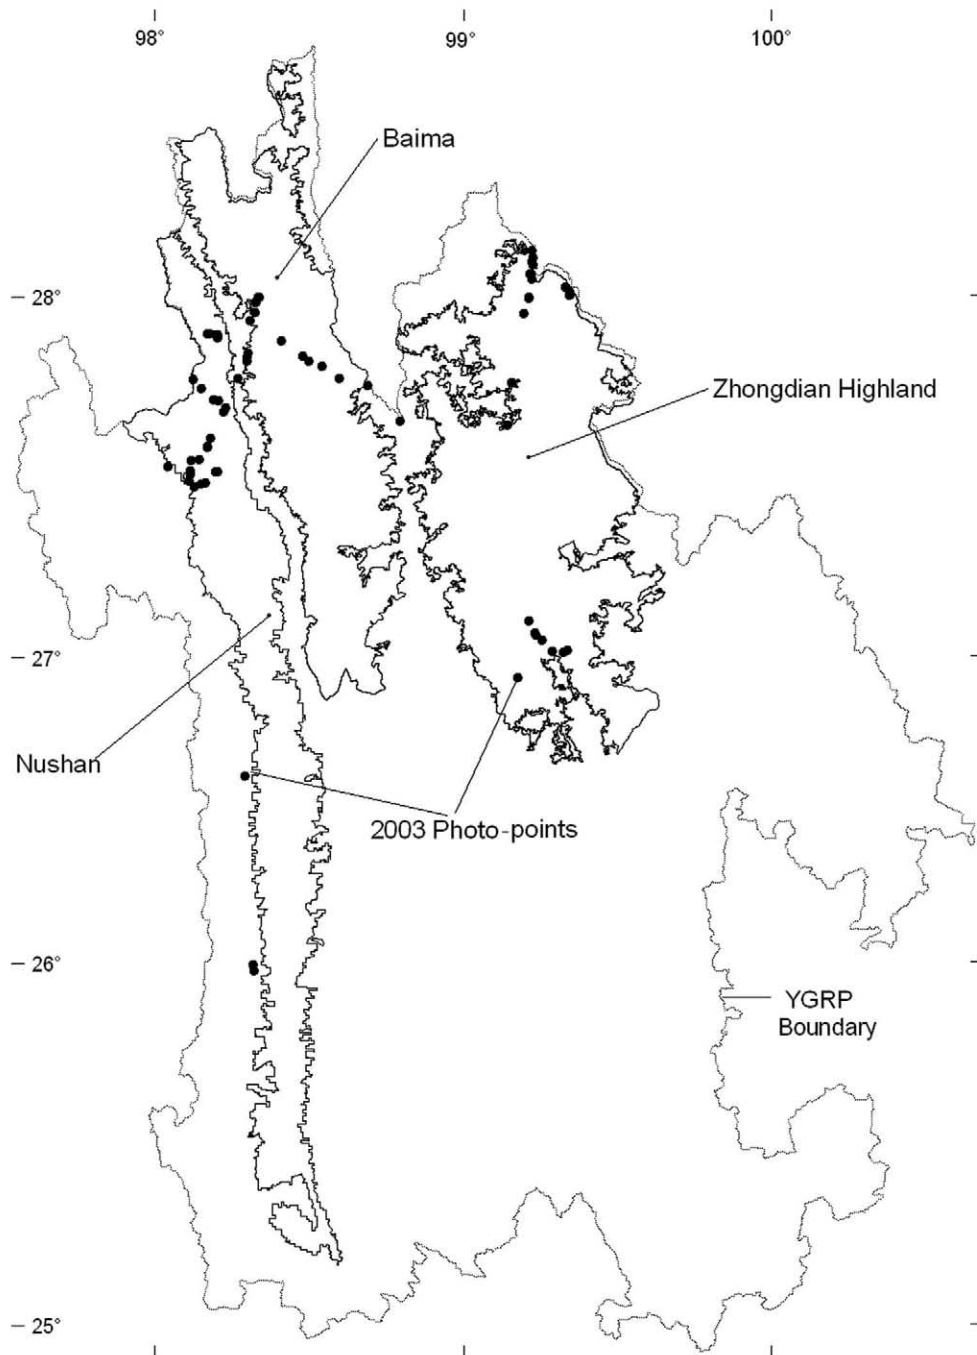 98°
99°
100°
Baima
28°
Zhongdian Highland
27°
Nushan
2003 Photo-points
26°
YGRP
Boundary
25°